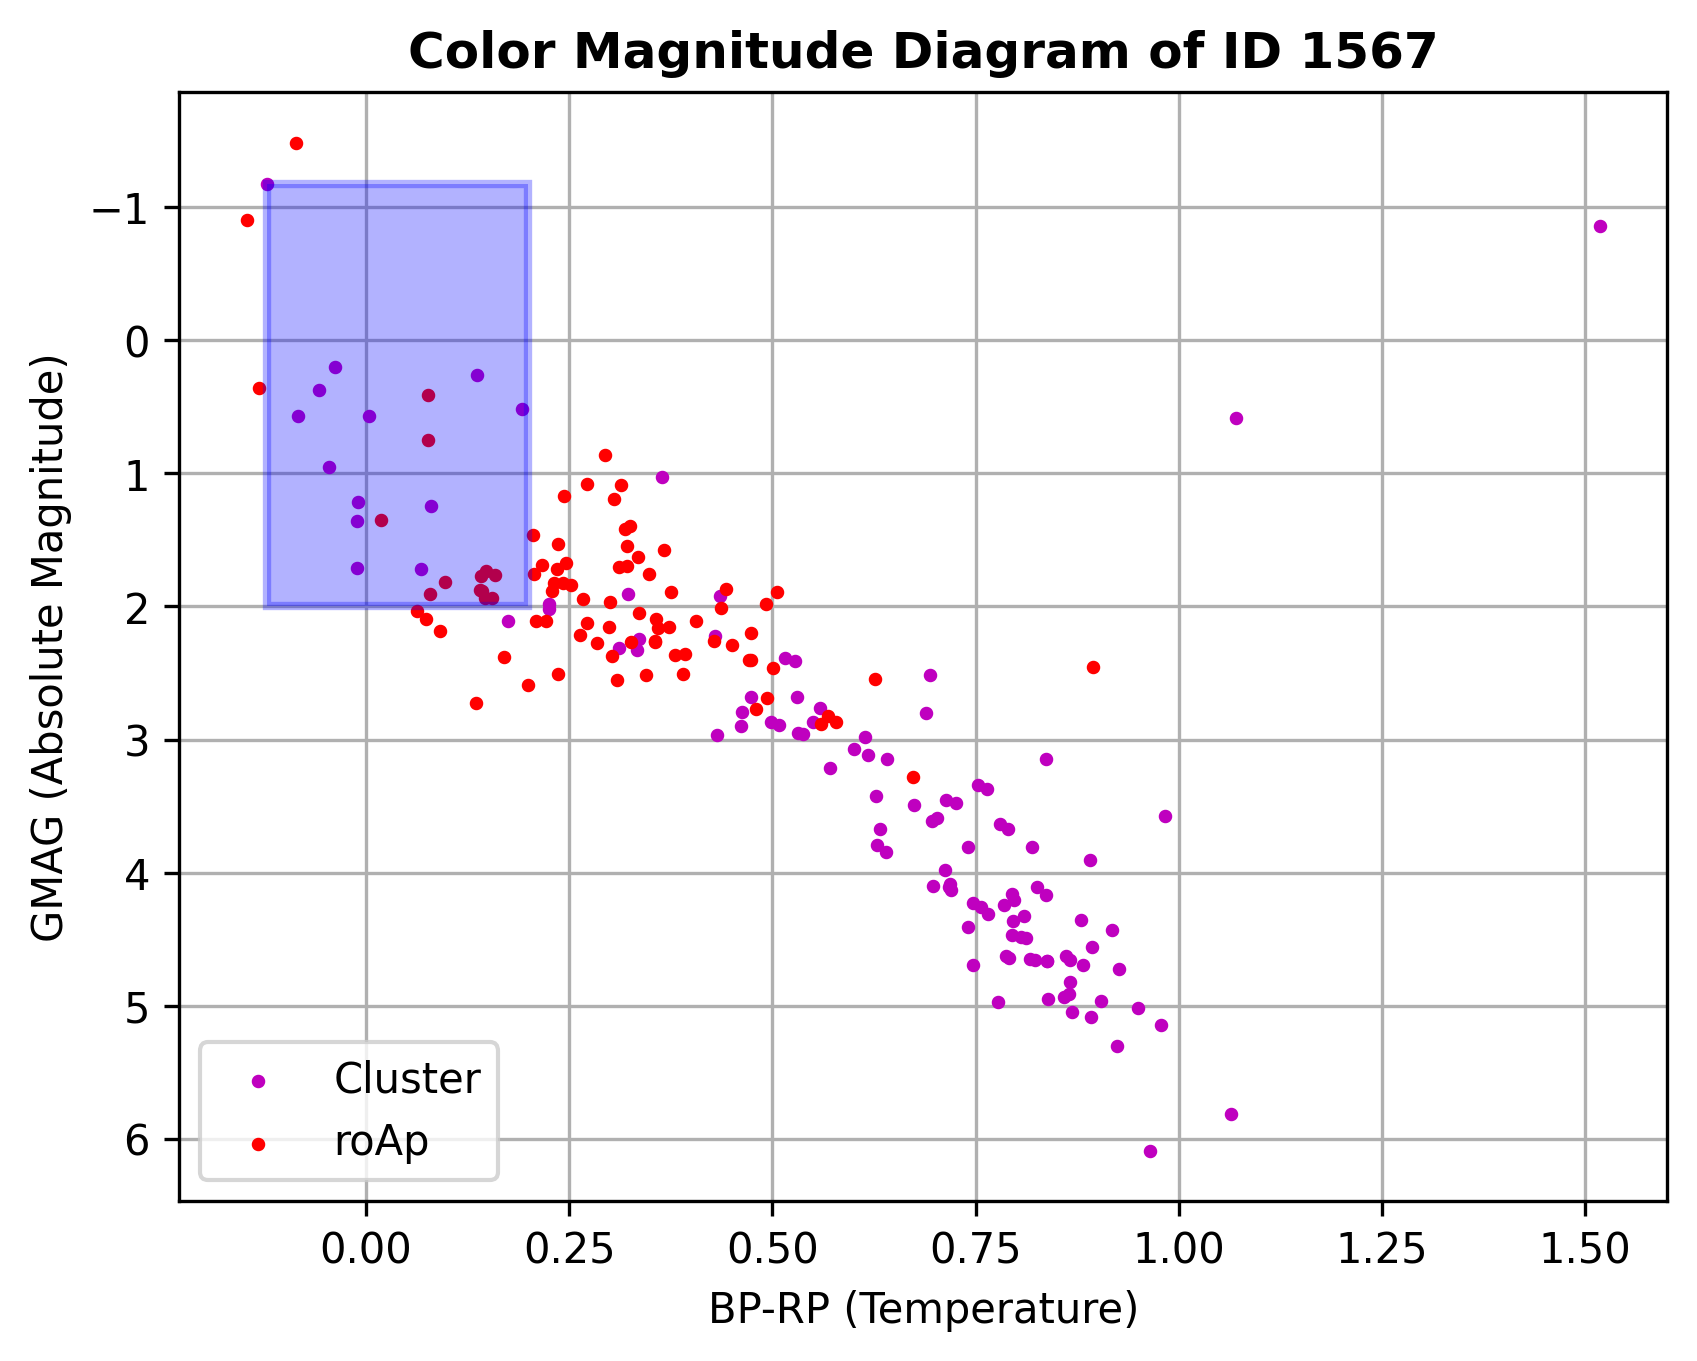 Color Magnitude Diagram of ID 1567
GMAG (Absolute Magnitude)
−1
0
1
2
3
4
5
6
Cluster
roAp
0.00 0.25 0.50 0.75 1.00 1.25 1.50
BP-RP (Temperature)